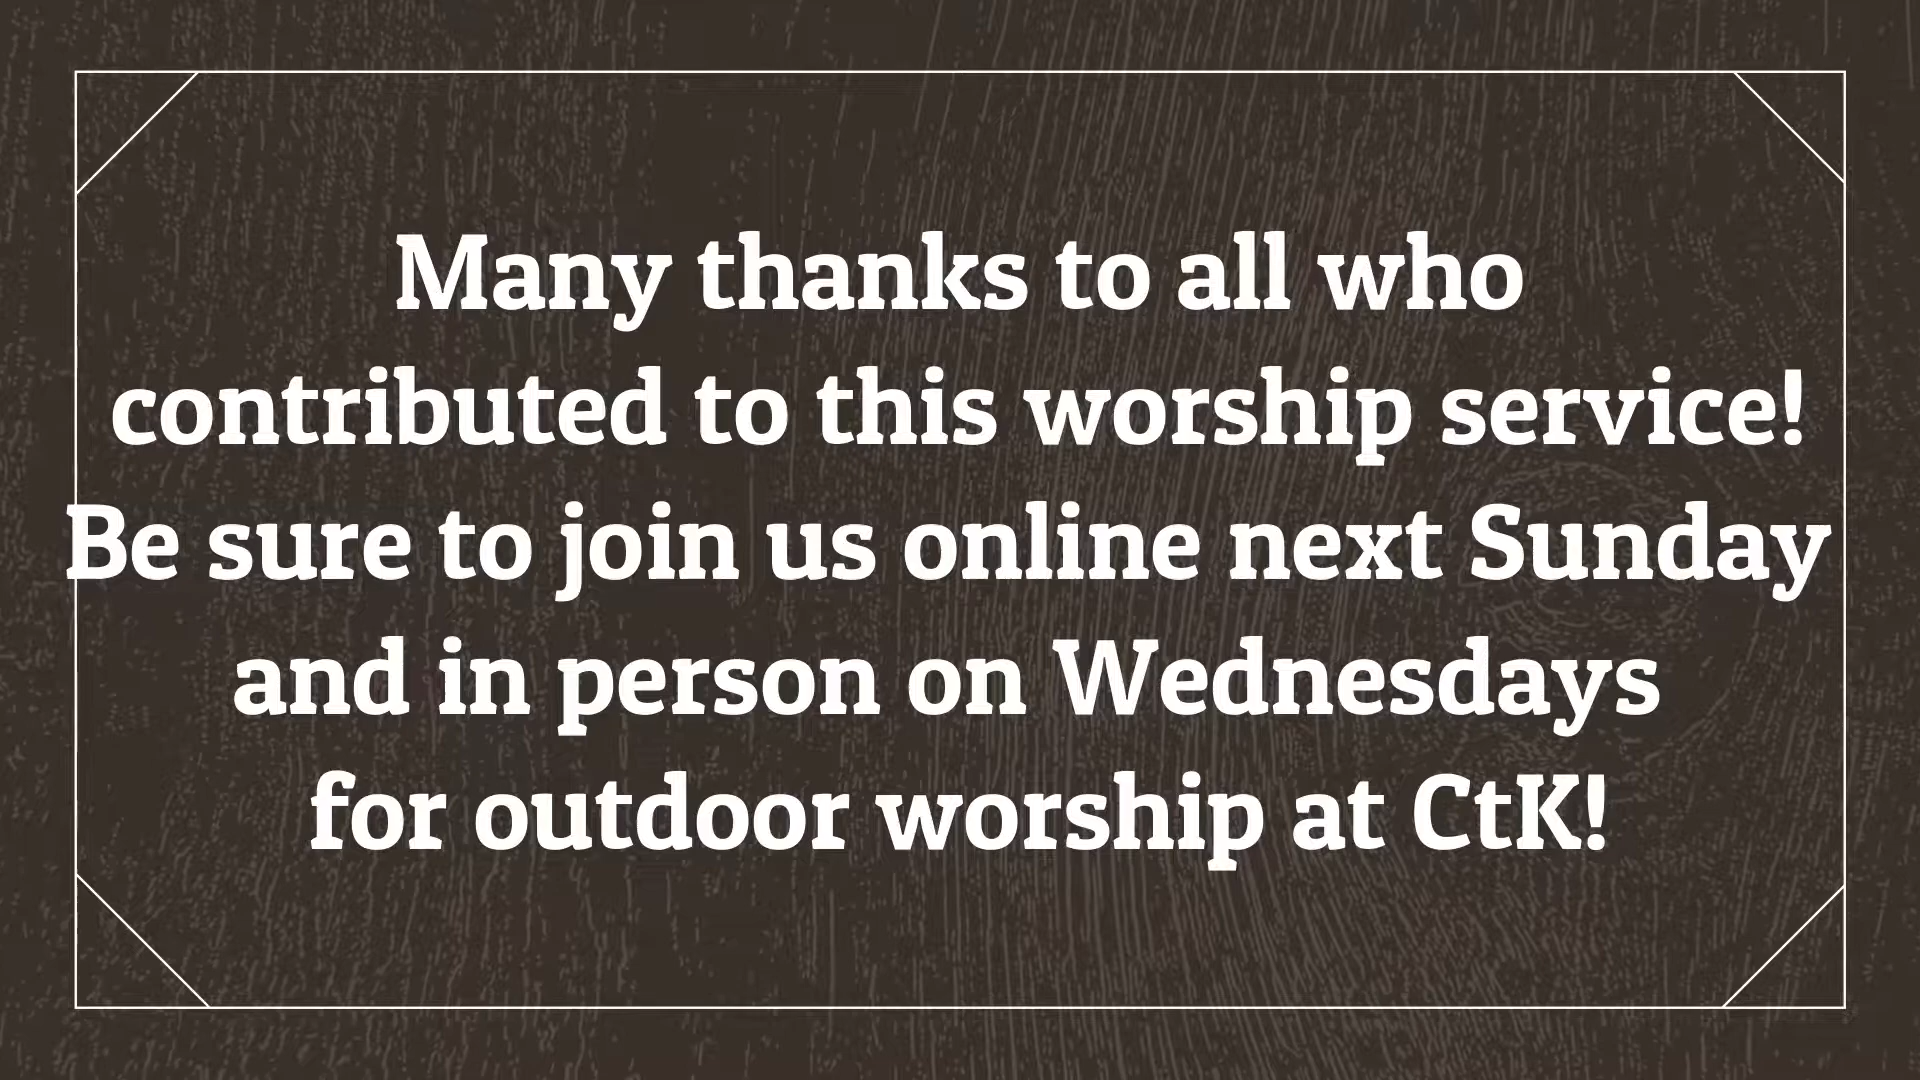 Many thanks to all who
contributed to this worship service!
Be sure to join us online next Sunday
and in person on Wednesdays
for outdoor worship at CtK!